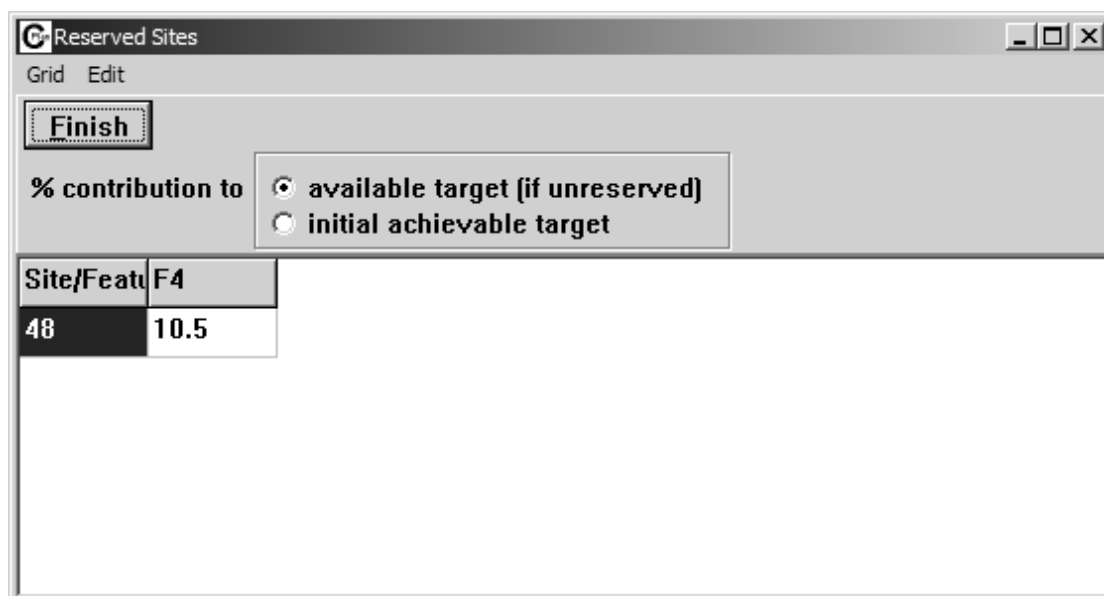 Reserved Sites
Grid Edit
Finish
% contribution to
available target (if unreserved)
initial achievable target
Site/Featu F4
48 10.5